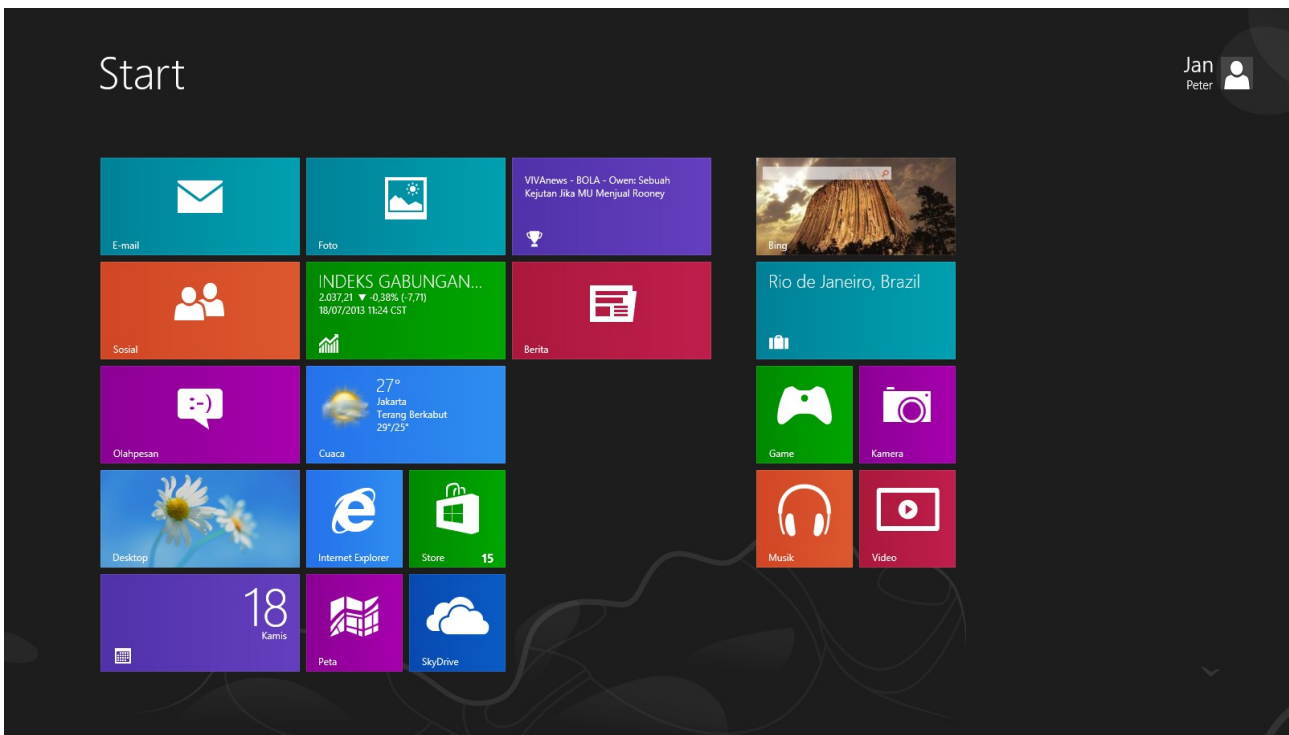 Start
Jan
Peter
E-mail
Foto
VIVAnews - BOLA - Owen: Sebuah
Kejutan Jika MU Menjual Rooney
Sosial
INDEKS GABUNGAN...
2.037,21 ▼ -0,38% (-7,71)
18/07/2013 11:24 CST
Berita
Olahpesan
27°
Jakarta
Terang Berkabut
29°/25°
Cuaca
Desktop
Internet Explorer
Store 15
18
Kamis
Peta
SkyDrive
Bing
Rio de Janeiro, Brazil
Game
Kamera
Musik
Video